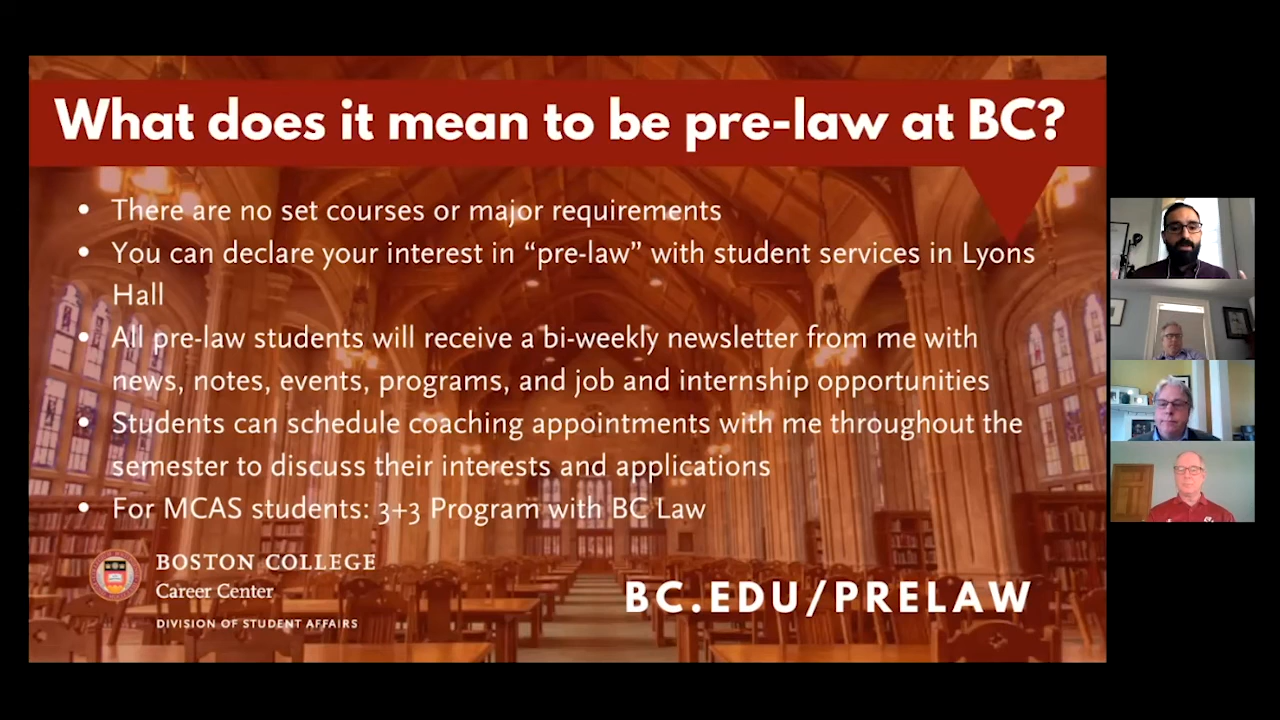 What does it mean to be pre-law at BC?
• There are no set courses or major requirements
• You can declare your interest in “pre-law” with student services in Lyons
Hall
• All pre-law students will receive a bi-weekly newsletter from me with
news, notes, events, programs, and job and internship opportunities
• Students can schedule coaching appointments with me throughout the
semester to discuss their interests and applications
• For MCAS students: 3+3 Program with BC Law
BOSTON COLLEGE
Career Center
DIVISION OF STUDENT AFFAIRS
BC.EDU/PRELAW